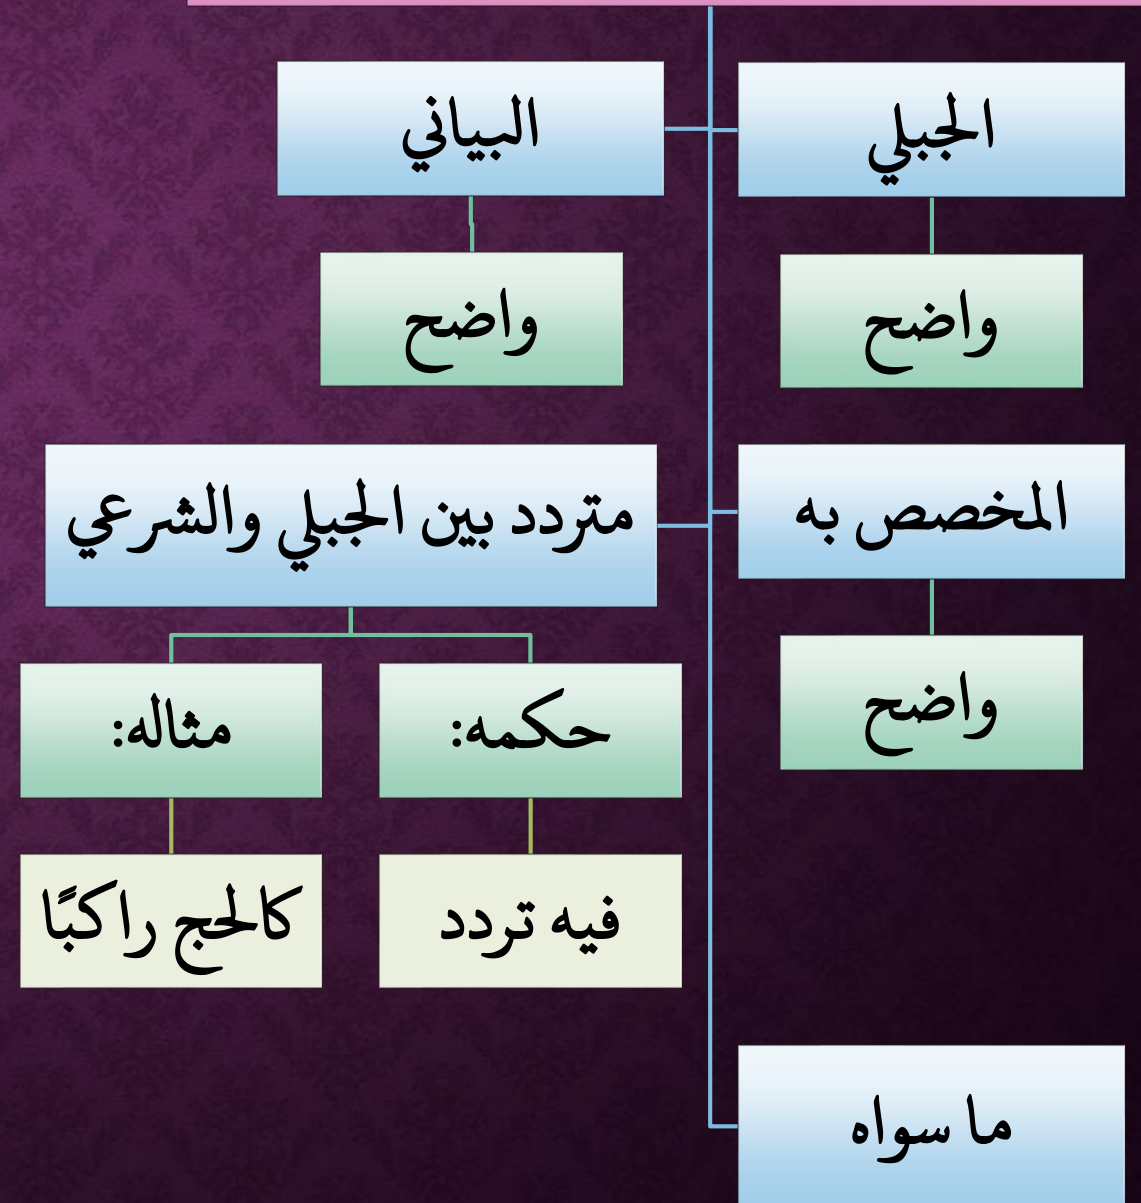 الجبلي
البياني
واضح
واضح
المخصص به
متردد بين الجبلي والشرعي
واضح
حكمه:
مثاله:
فيه تردد
كالحج راكبًا
ما سواه